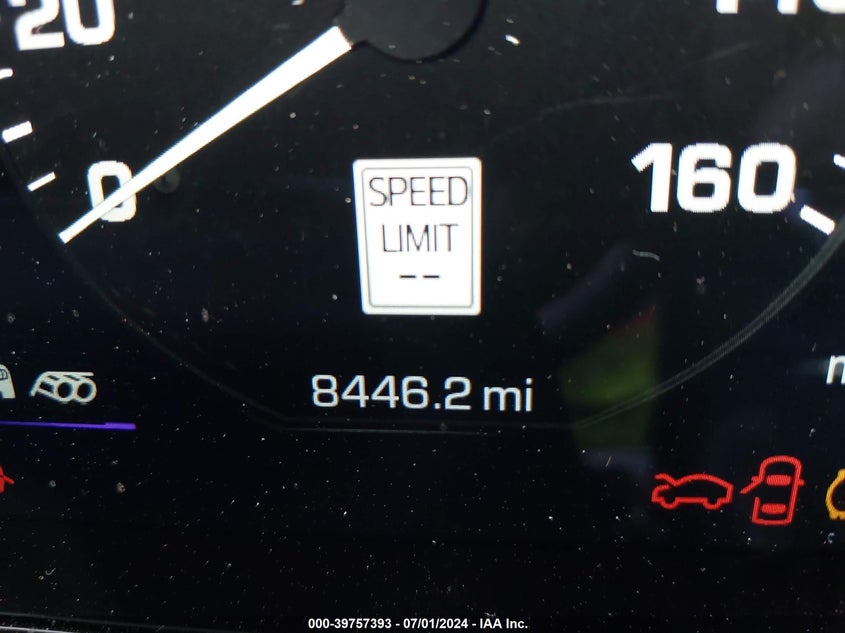 20
0
160
SPEED
LIMIT
--
8446.2 mi
000-39757393 - 07/01/2024 - IAA Inc.